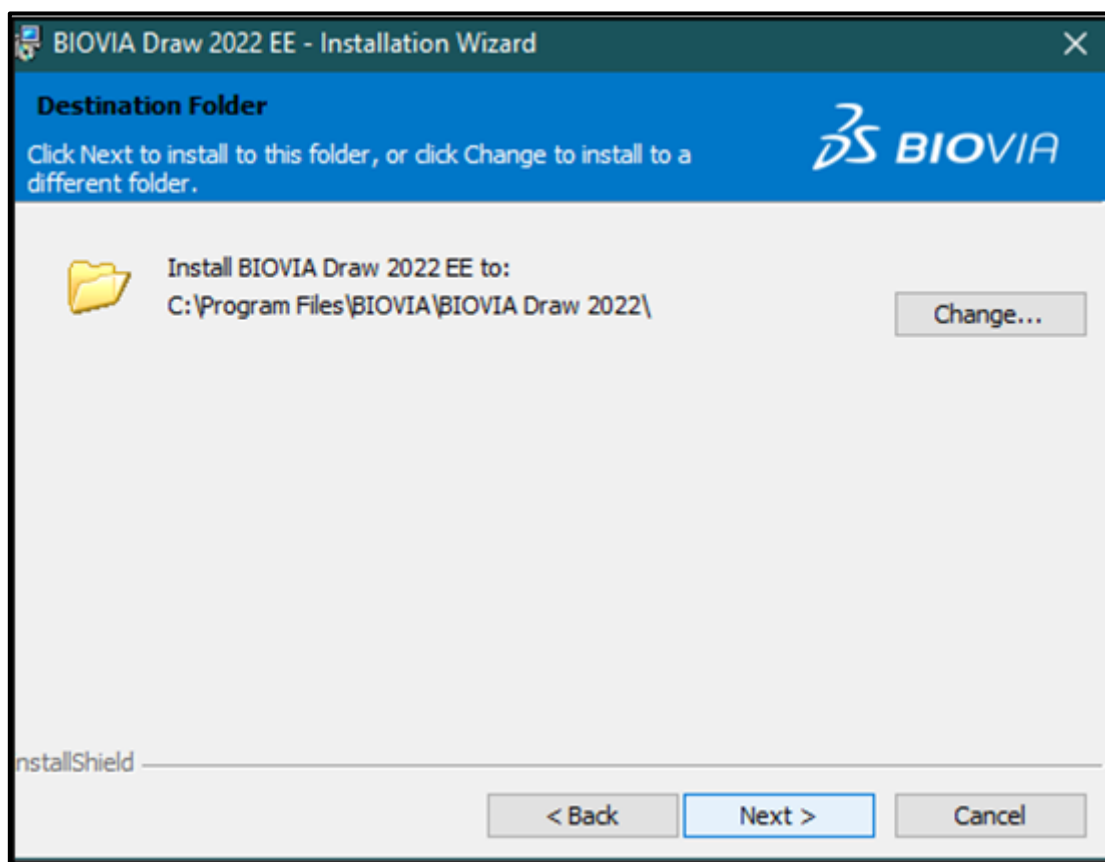 BIOVIA Draw 2022 EE - Installation Wizard
Destination Folder
Click Next to install to this folder, or click Change to install to a
different folder.
BIOVIA
Install BIOVIA Draw 2022 EE to:
C:\Program Files\BIOVIA\BIOVIA Draw 2022\
Change...
nstallShield
< Back
Next >
Cancel